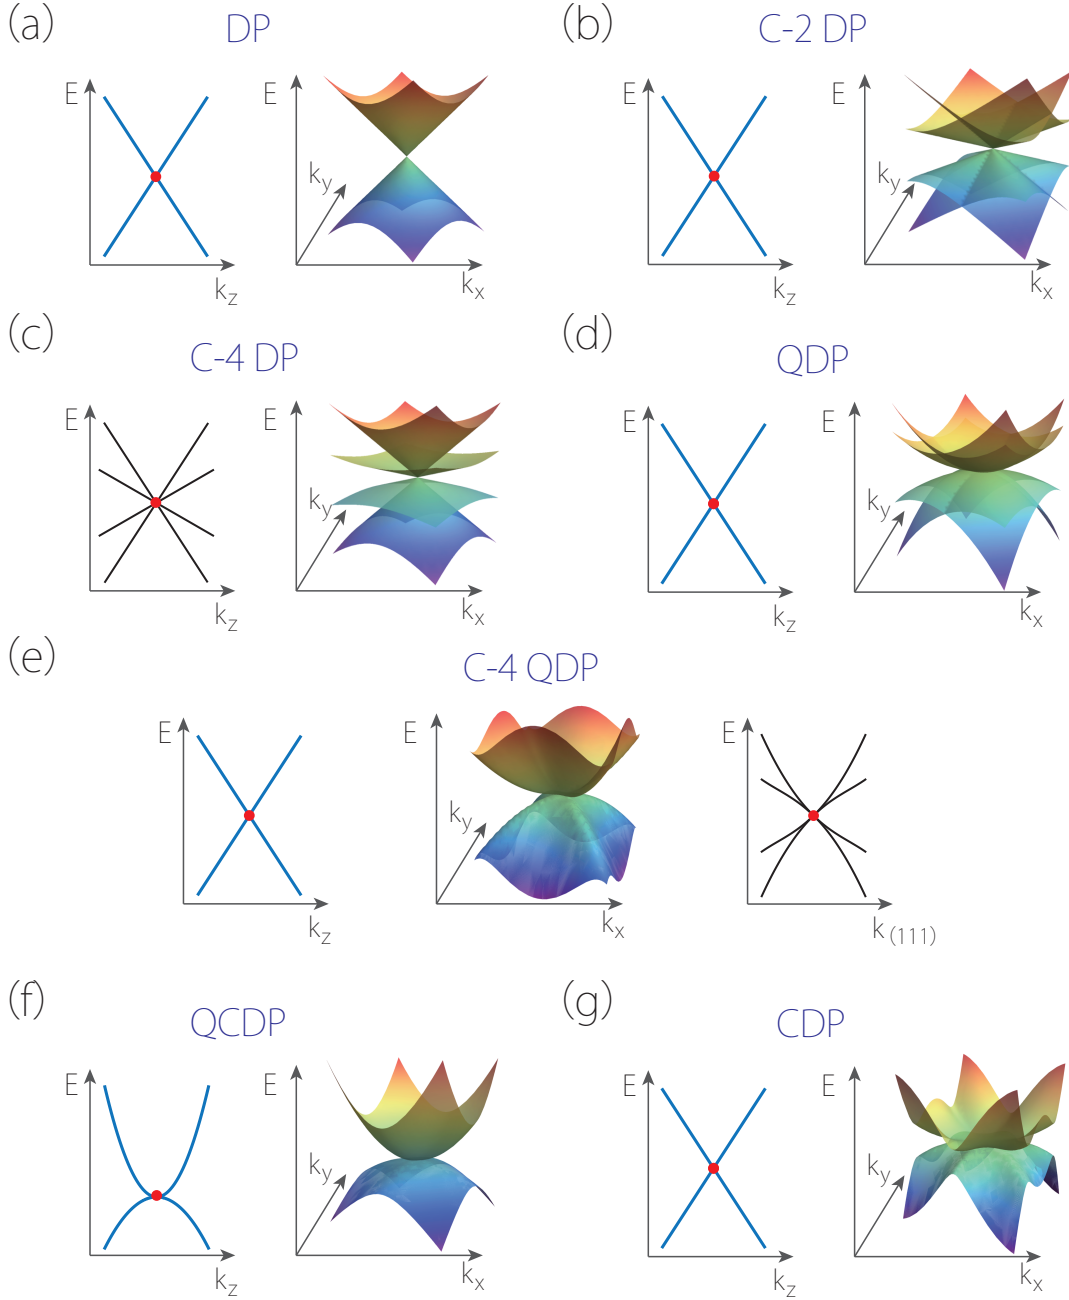 (a)
DP
E
k_z
E
k_y
k_x
(b)
C-2 DP
E
k_z
E
k_y
k_x
(c)
C-4 DP
E
k_z
E
k_y
k_x
(d)
QDP
E
k_z
E
k_y
k_x
(e)
C-4 QDP
E
k_z
E
k_y
k_x
E
k_(111)
(f)
QCDP
E
k_z
E
k_y
k_x
(g)
CDP
E
k_z
E
k_y
k_x